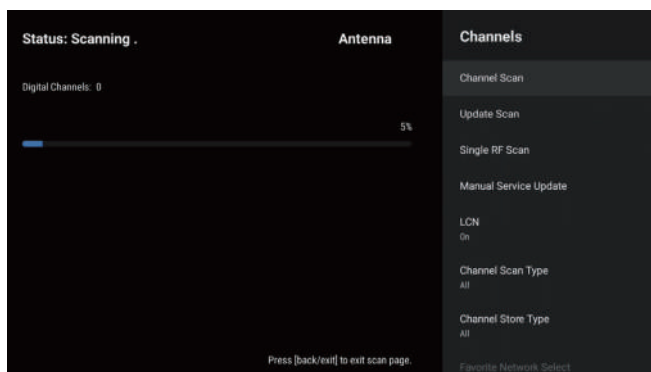 Status: Scanning .
Antenna
Digital Channels: 0
5%
Press [back/exit] to exit scan page.
Channels
Channel Scan
Update Scan
Single RF Scan
Manual Service Update
LCN
On
Channel Scan Type
All
Channel Store Type
All
Favorite Network Select